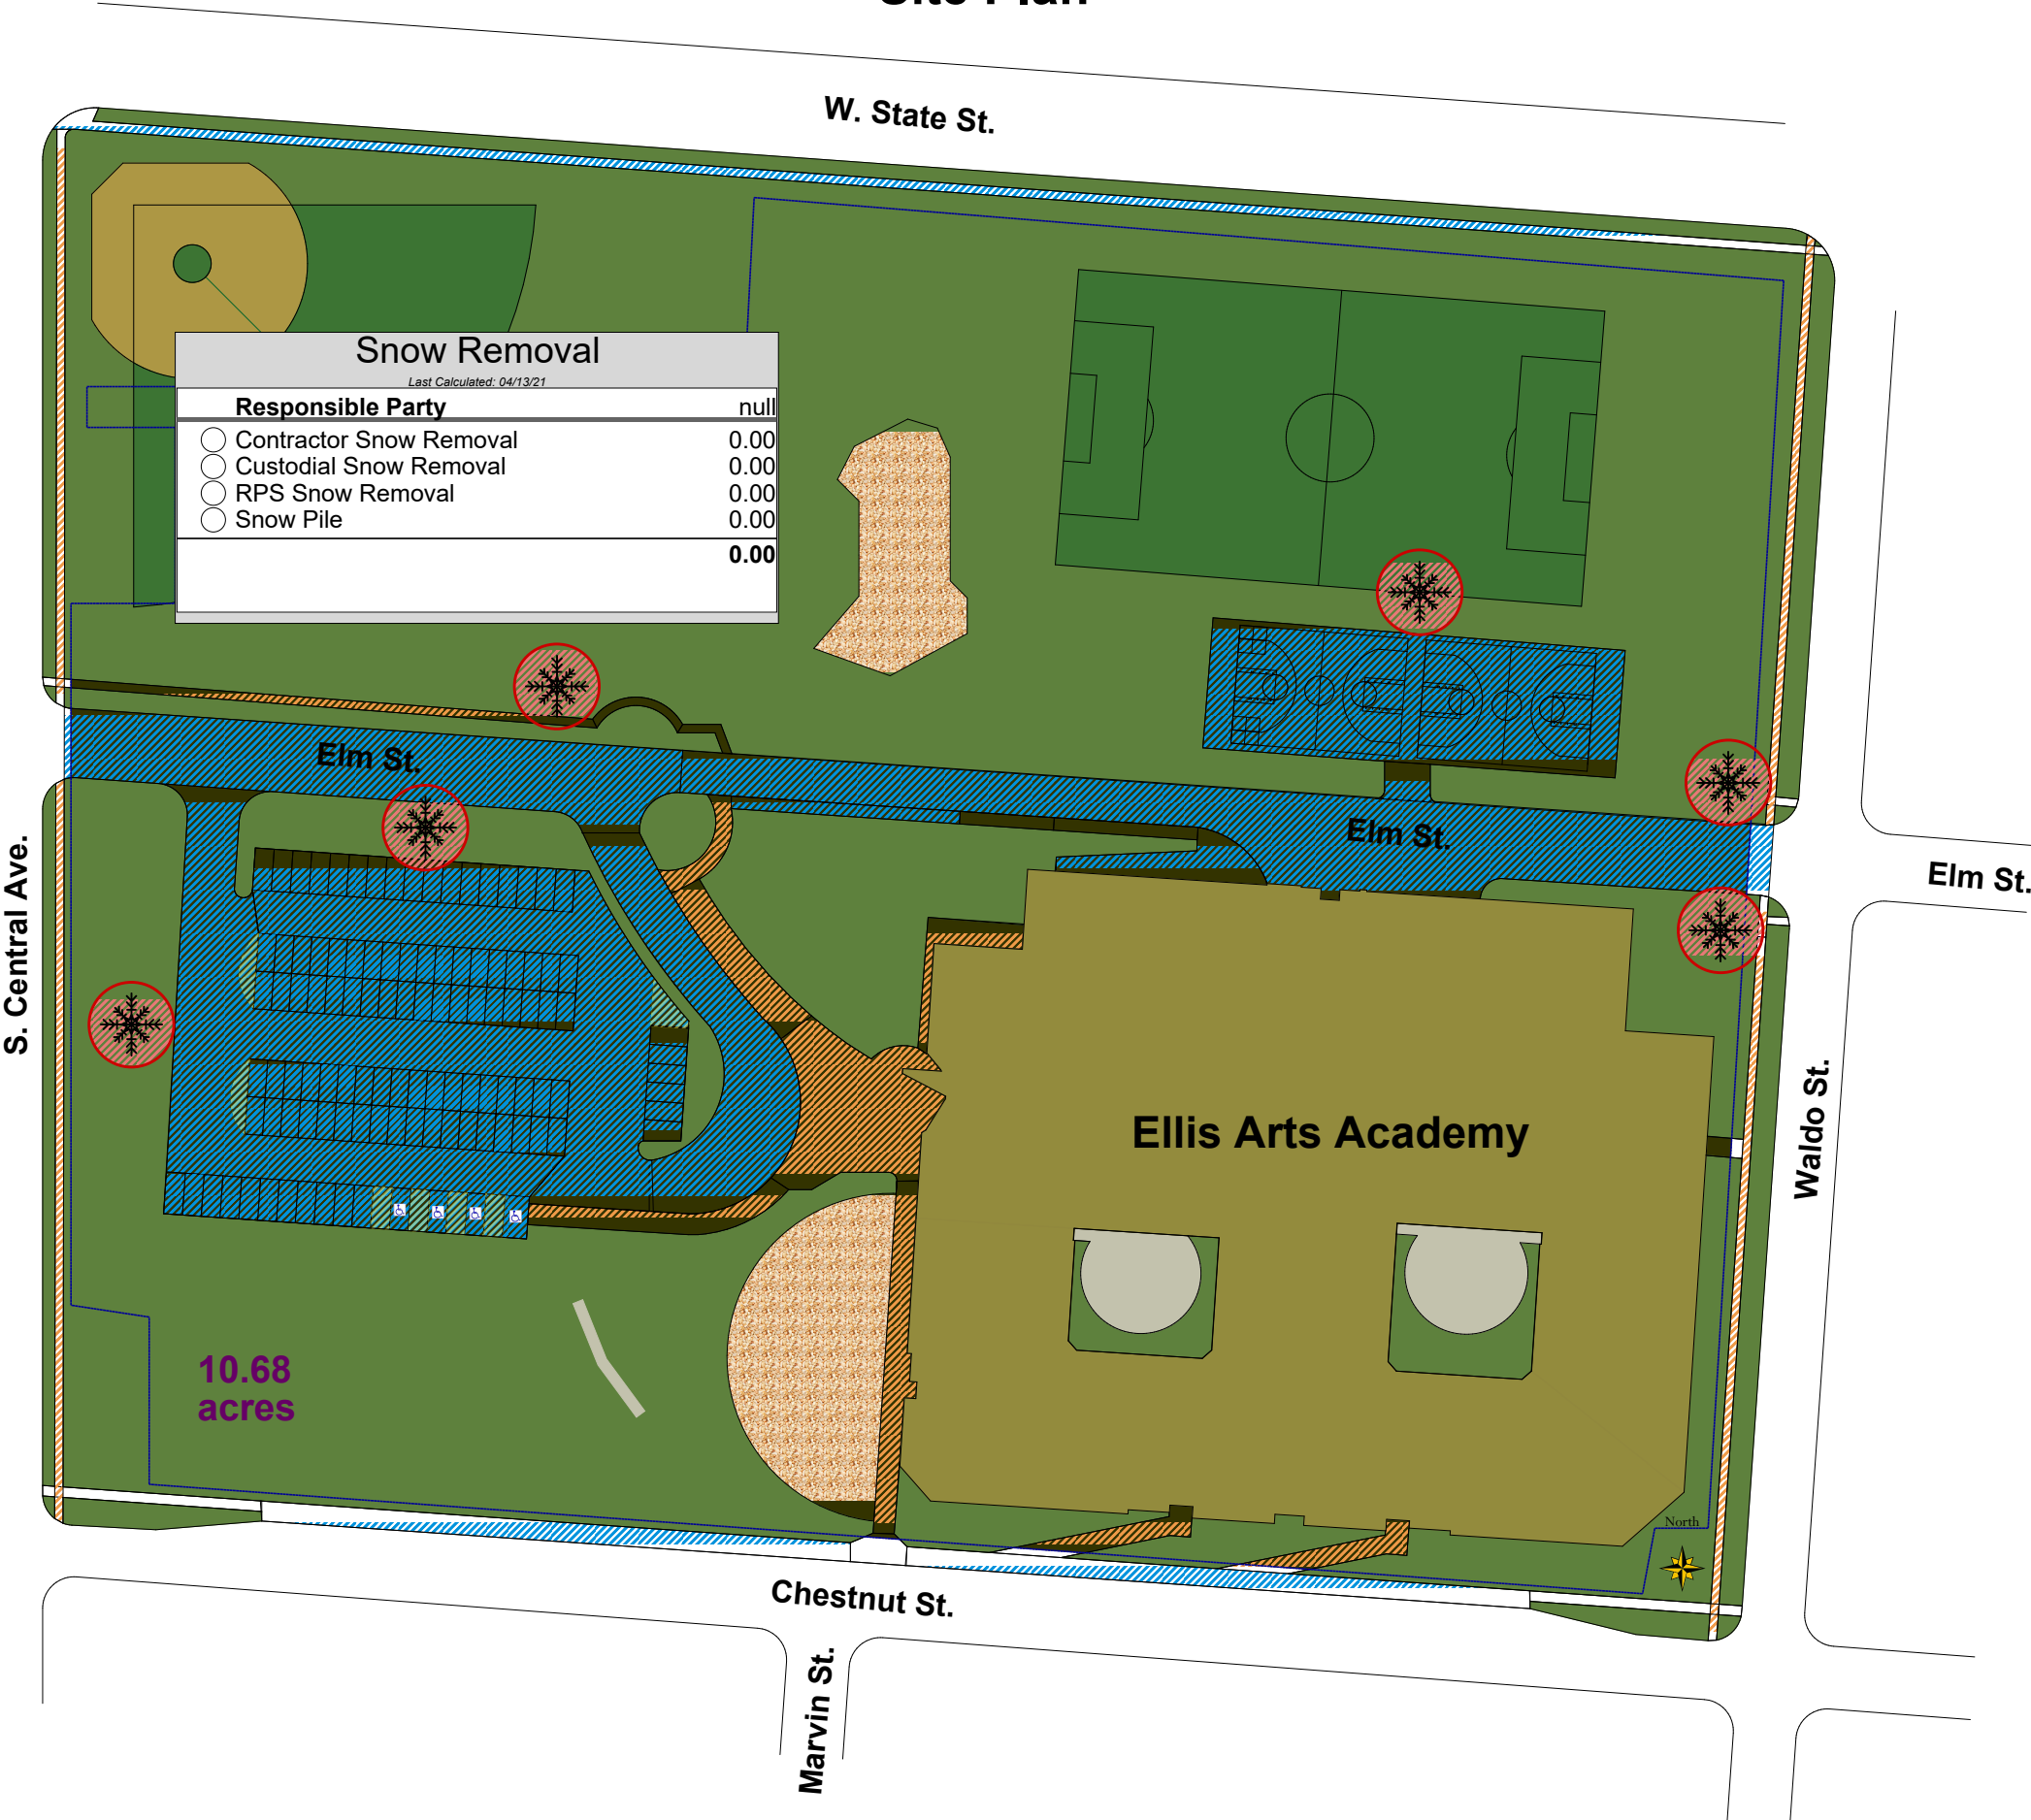 Site Plan
W. State St.
Snow Removal
Last Calculated: 04/13/21
Responsible Party null
Contractor Snow Removal 0.00
Custodial Snow Removal 0.00
RPS Snow Removal 0.00
Snow Pile 0.00
0.00
Elm St.
Elm St.
Elm St.
S. Central Ave.
Ellis Arts Academy
Waldo St.
10.68
acres
North
Chestnut St.
Marvin St.